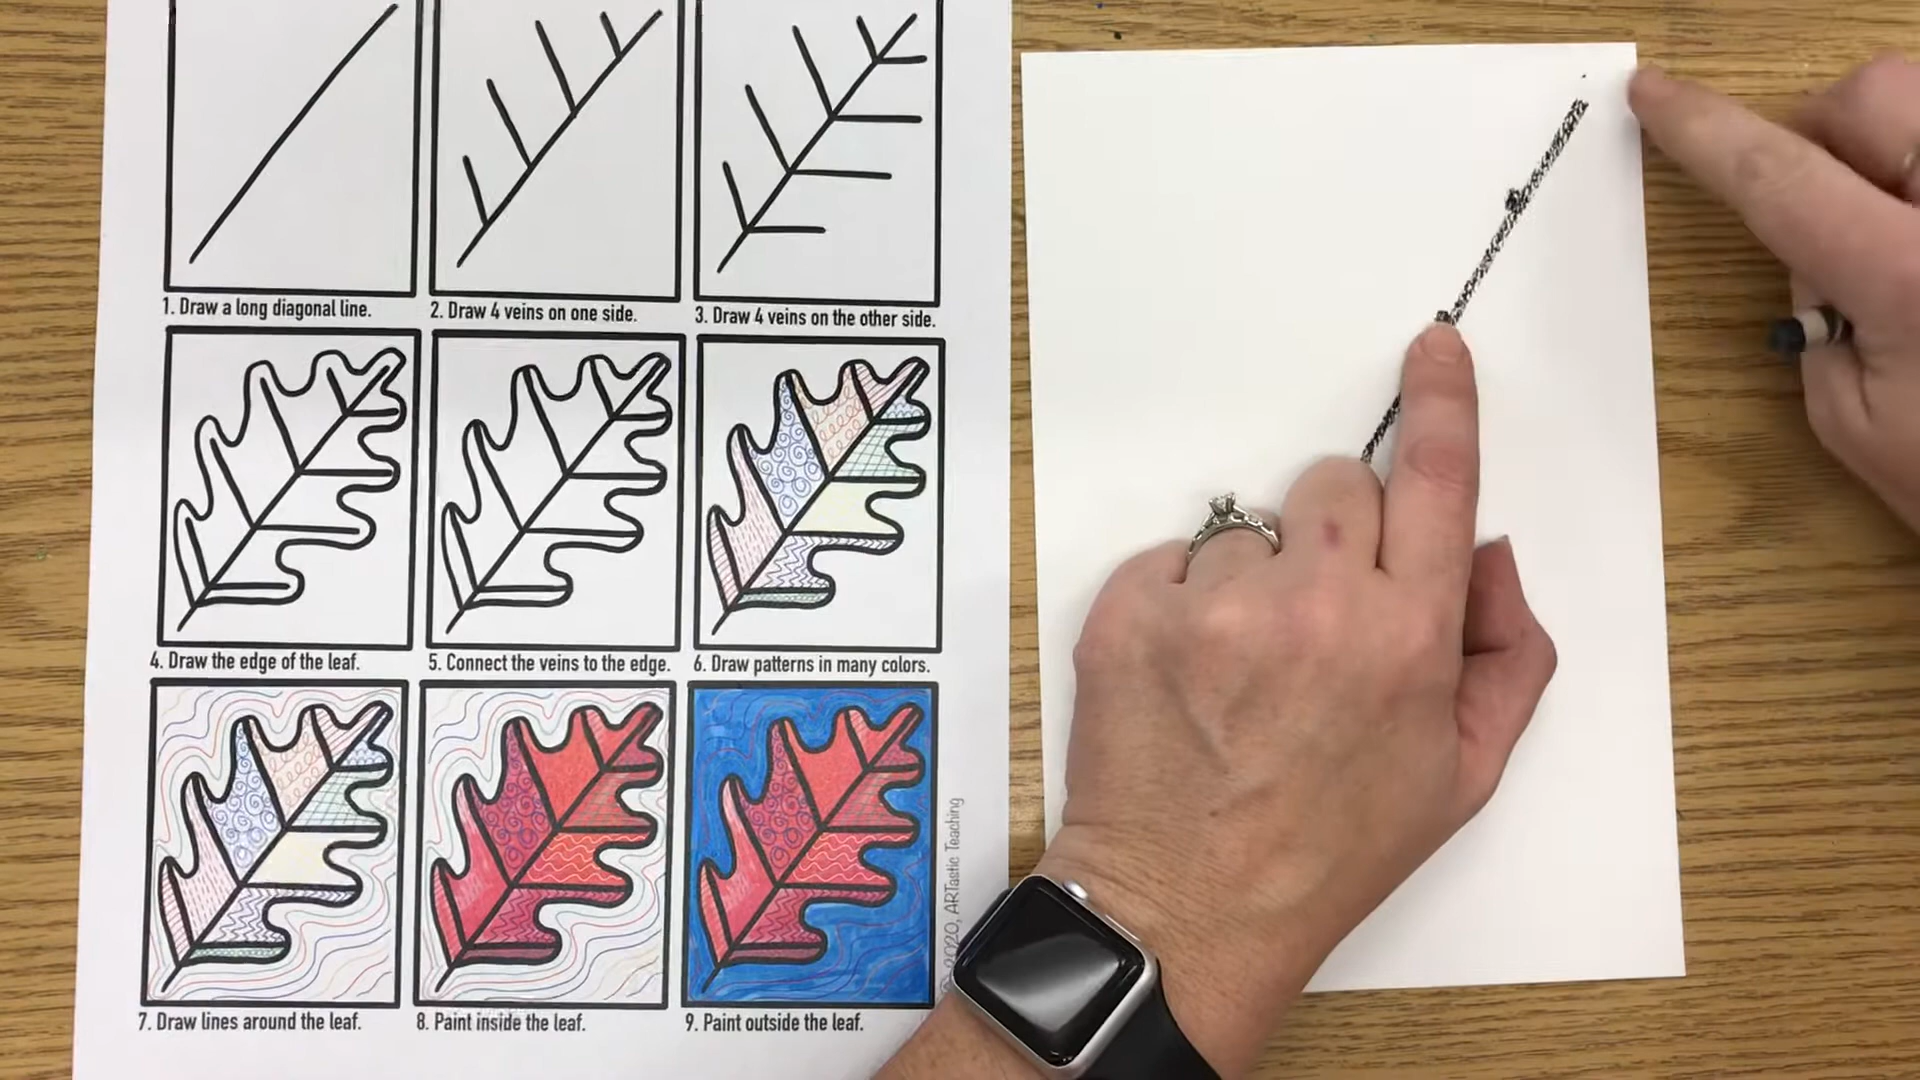 1. Draw a long diagonal line.
2. Draw 4 veins on one side.
3. Draw 4 veins on the other side.
4. Draw the edge of the leaf.
5. Connect the veins to the edge.
6. Draw patterns in many colors.
7. Draw lines around the leaf.
8. Paint inside the leaf.
9. Paint outside the leaf.
© 2020, ARTastic Teaching